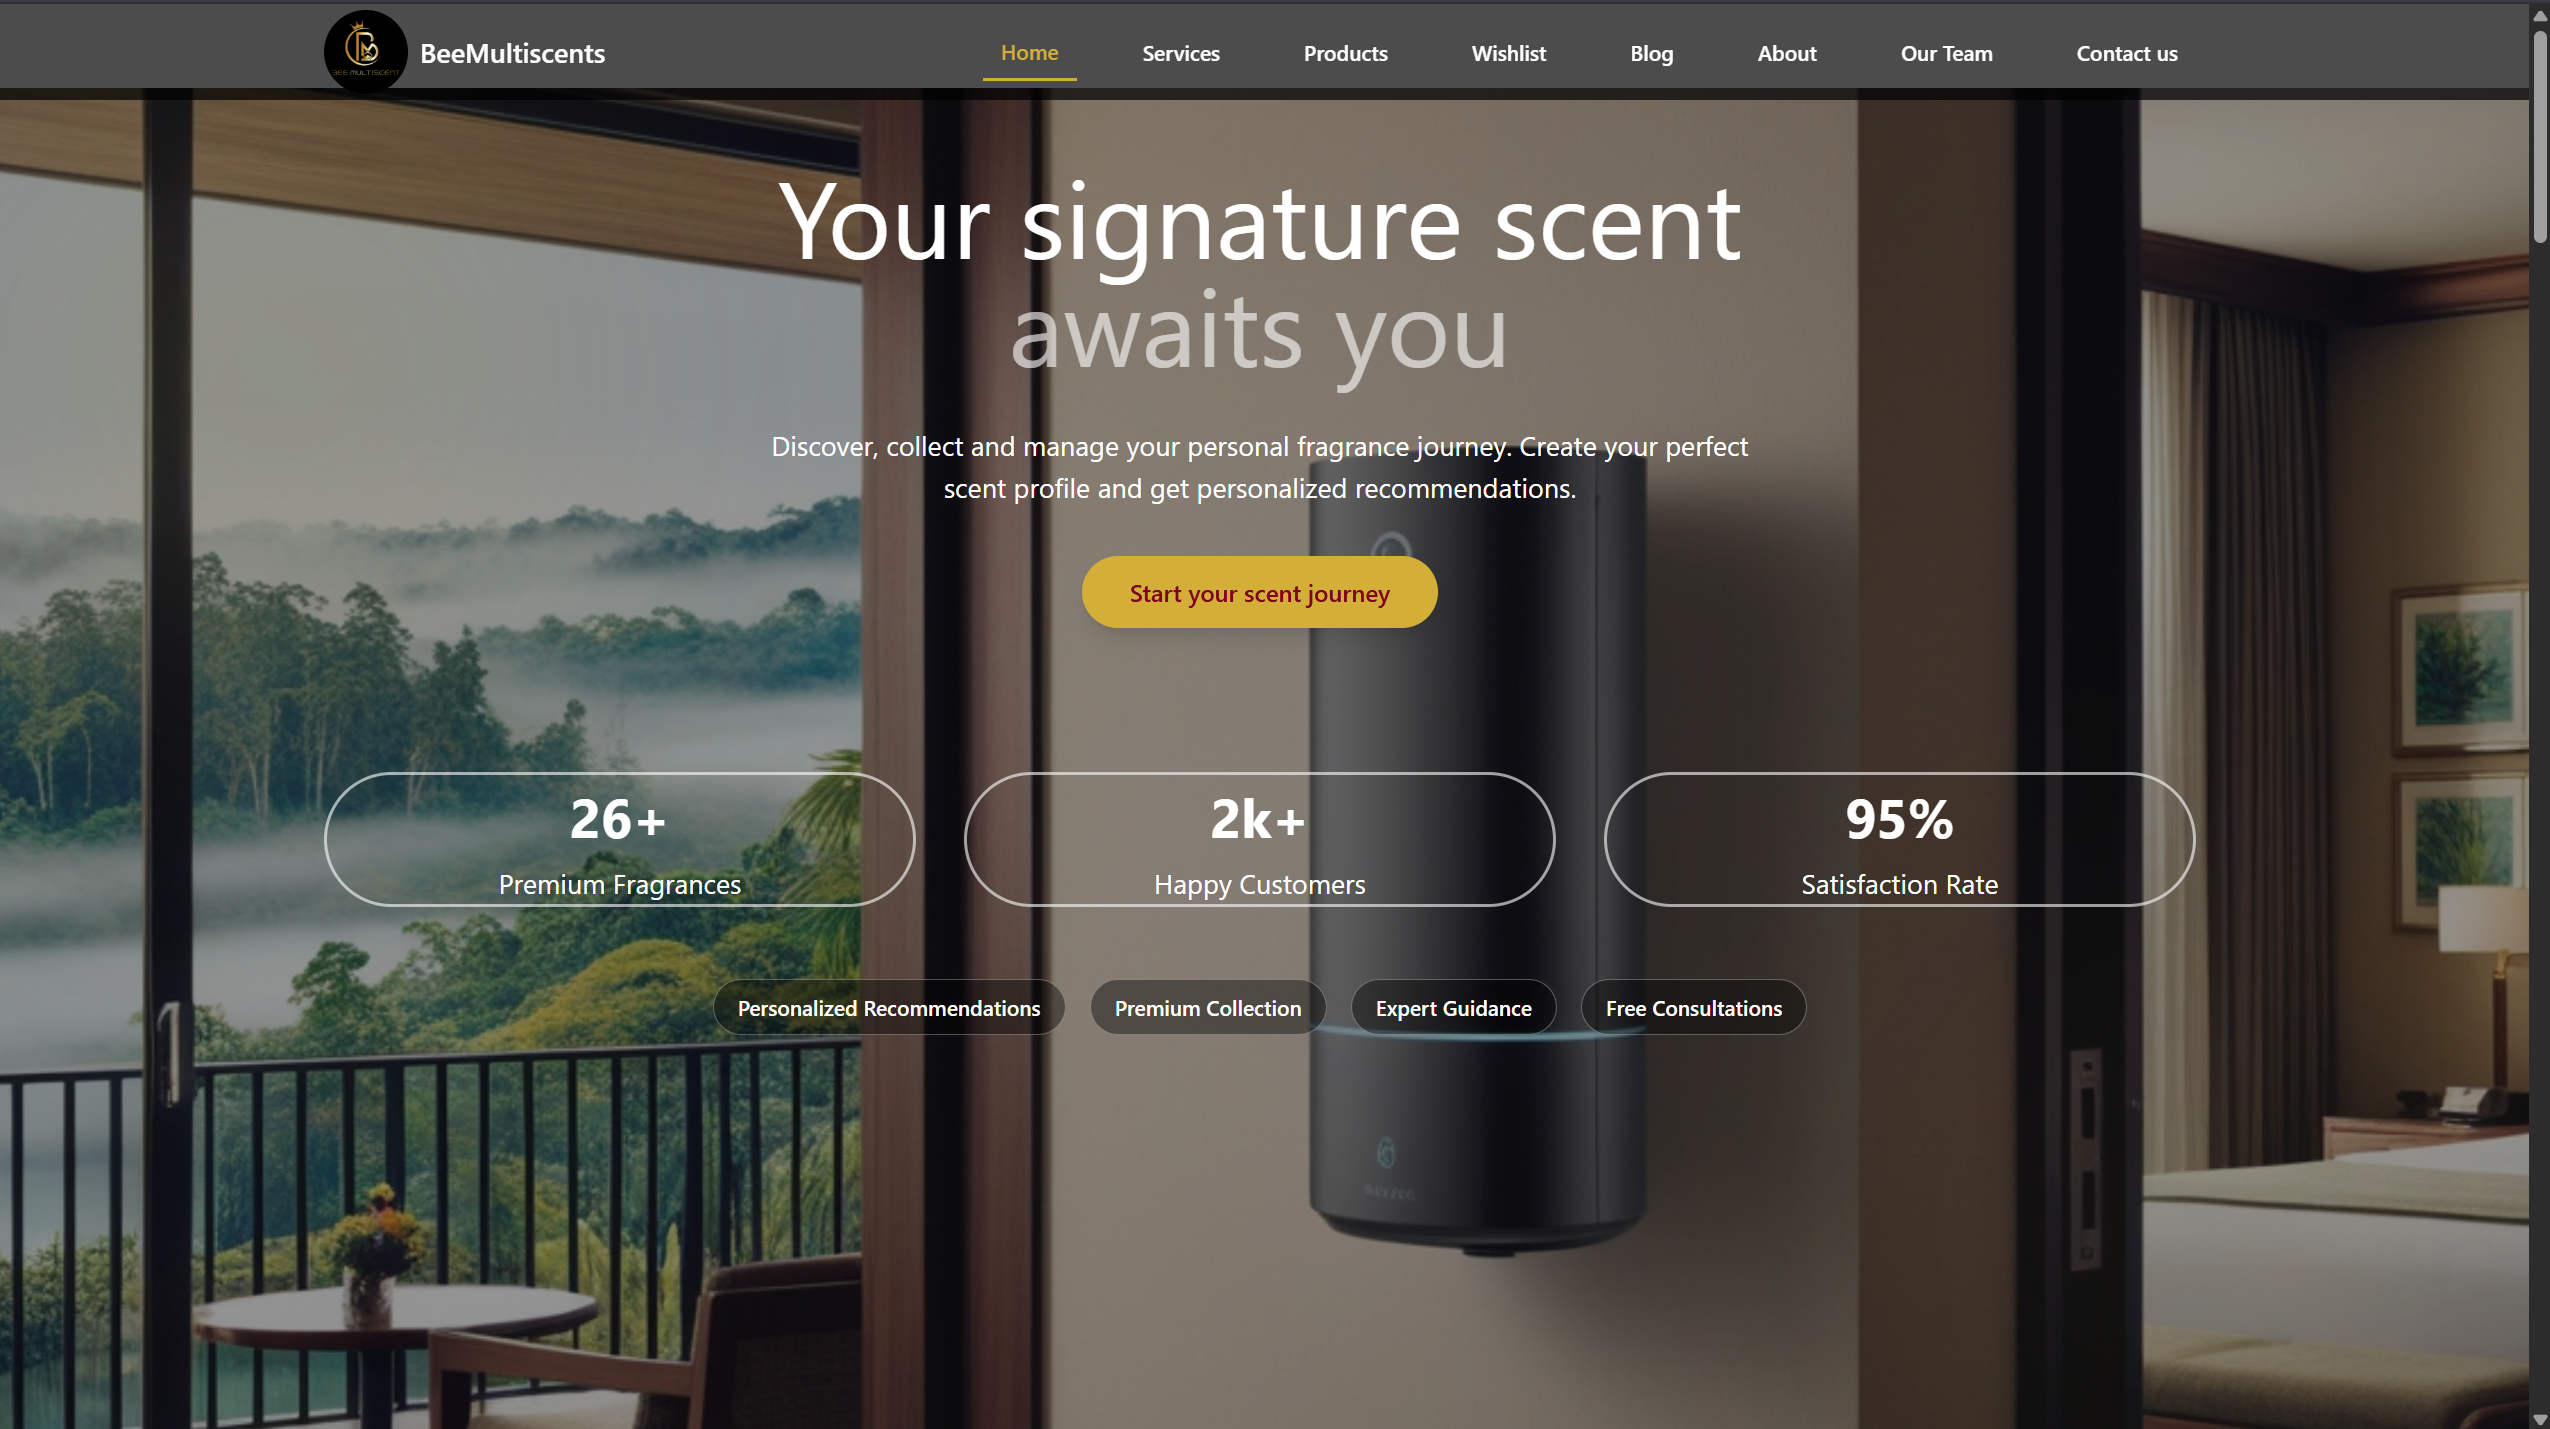 BEE MULTISCENT
BeeMultiscents
Home
Services
Products
Wishlist
Blog
About
Our Team
Contact us
Your signature scent
awaits you
Discover, collect and manage your personal fragrance journey. Create your perfect
scent profile and get personalized recommendations.
Start your scent journey
26+
Premium Fragrances
2k+
Happy Customers
95%
Satisfaction Rate
Personalized Recommendations
Premium Collection
Expert Guidance
Free Consultations